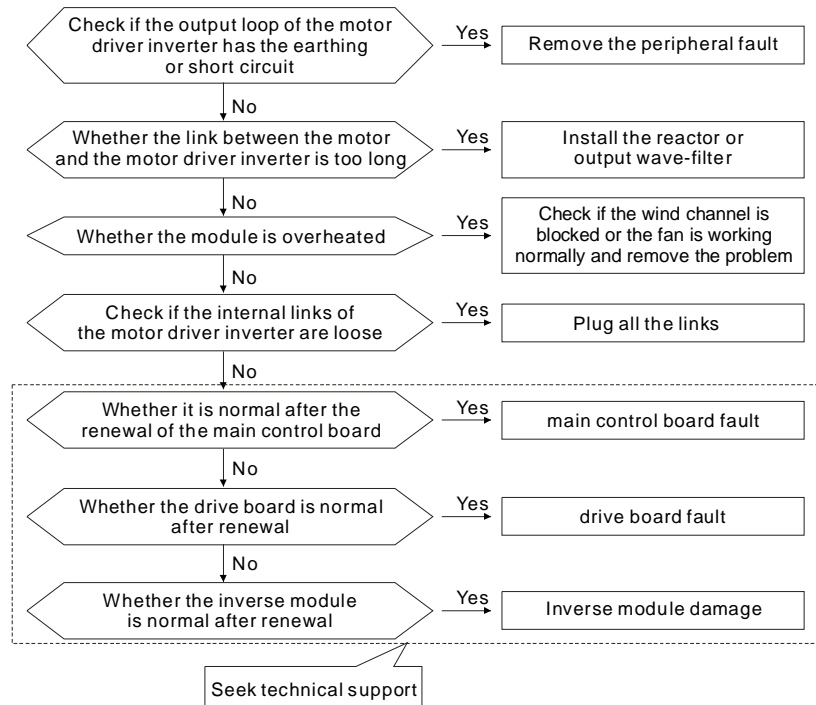 Check if the output loop of the motor
driver inverter has the earthing
or short circuit
Yes
Remove the peripheral fault
No
Whether the link between the motor
and the motor driver inverter is too long
Yes
Install the reactor or
output wave-filter
No
Whether the module is overheated
Yes
Check if the wind channel is
blocked or the fan is working
normally and remove the problem
No
Check if the internal links of
the motor driver inverter are loose
Yes
Plug all the links
No
Whether it is normal after the
renewal of the main control board
Yes
main control board fault
No
Whether the drive board is normal
after renewal
Yes
drive board fault
No
Whether the inverse module
is normal after renewal
Yes
Inverse module damage
Seek technical support